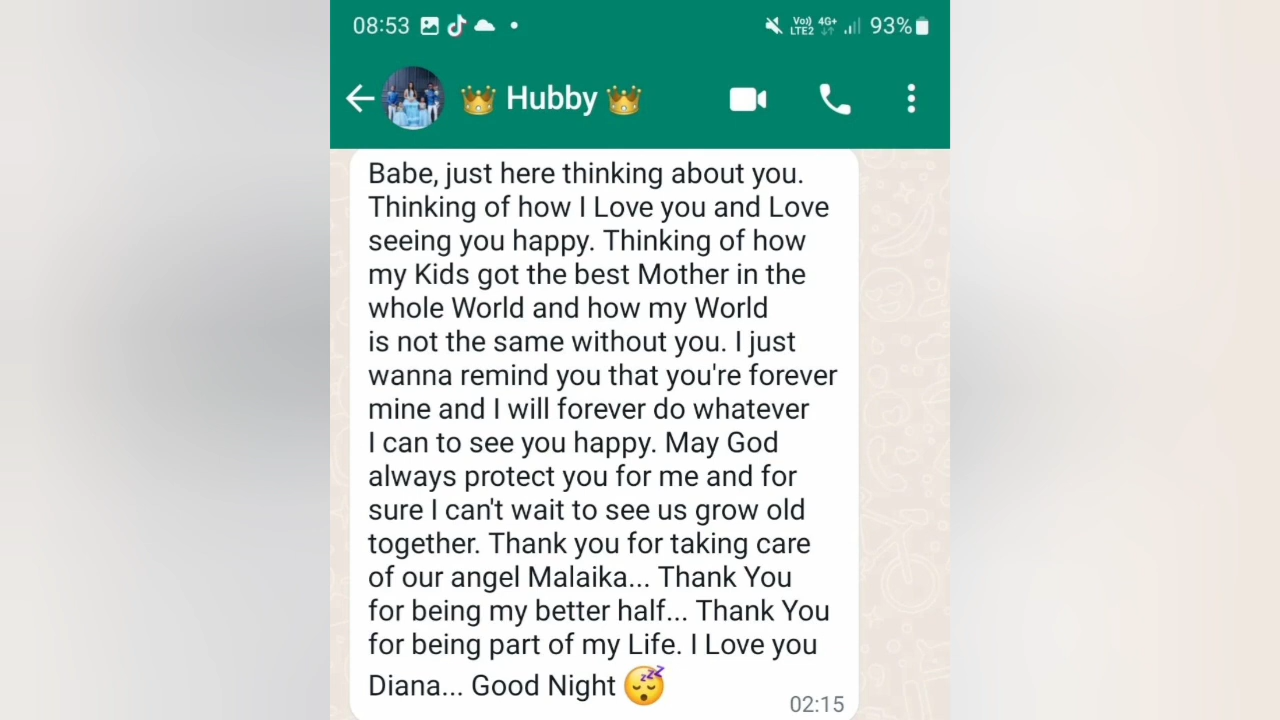 08:53 Vo)) LTE2 4G+ 93%
👑 Hubby 👑
Babe, just here thinking about you.
Thinking of how I Love you and Love
seeing you happy. Thinking of how
my Kids got the best Mother in the
whole World and how my World
is not the same without you. I just
wanna remind you that you're forever
mine and I will forever do whatever
I can to see you happy. May God
always protect you for me and for
sure I can't wait to see us grow old
together. Thank you for taking care
of our angel Malaika... Thank You
for being my better half... Thank You
for being part of my Life. I Love you
Diana... Good Night 😴
02:15